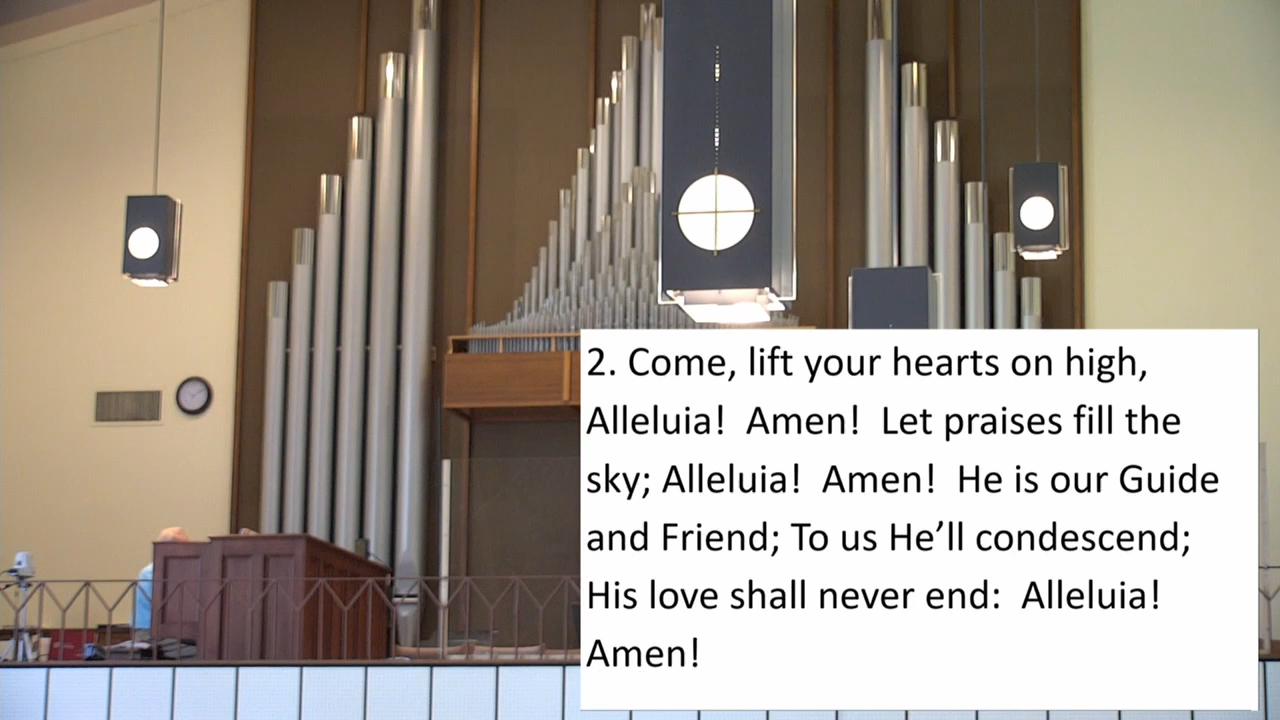 2. Come, lift your hearts on high,
Alleluia!  Amen!  Let praises fill the
sky; Alleluia!  Amen!  He is our Guide
and Friend; To us He’ll condescend;
His love shall never end:  Alleluia!
Amen!